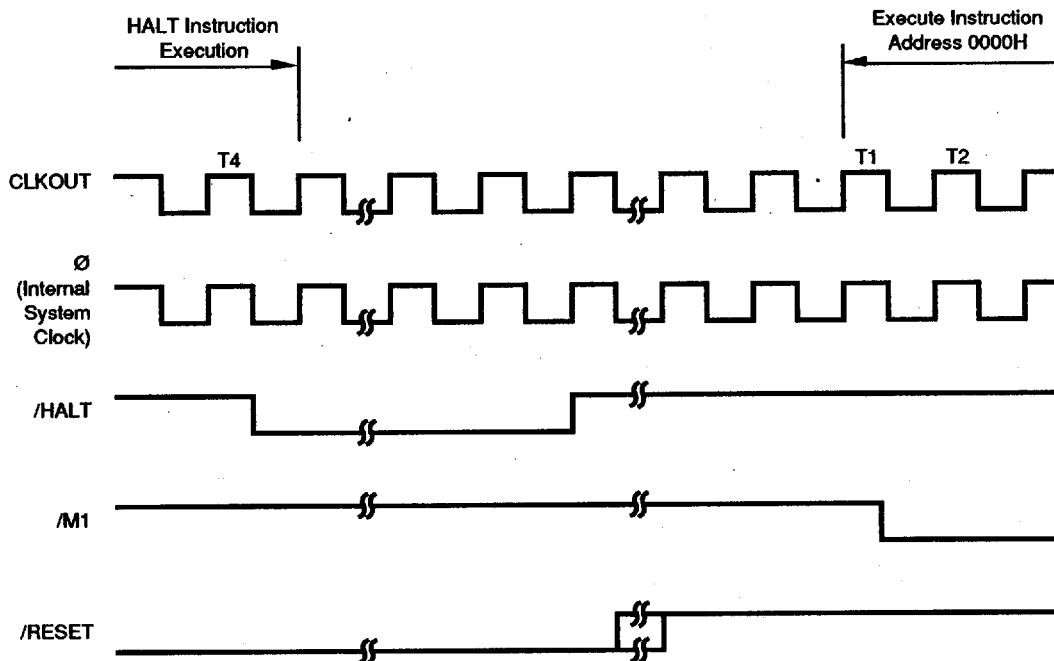 HALT Instruction
Execution
Execute Instruction
Address 0000H
T4
T1
T2
CLKOUT
Ø
(Internal
System
Clock)
/HALT
/M1
/RESET